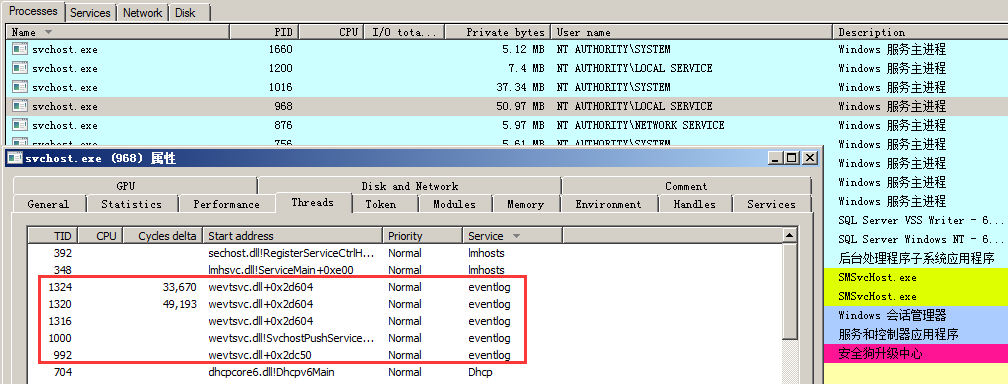 Processes Services Network Disk
Name PID CPU I/O tota... Private bytes User name Description
svchost.exe 1660 5.12 MB NT AUTHORITY\SYSTEM Windows 服务主进程
svchost.exe 1200 7.4 MB NT AUTHORITY\LOCAL SERVICE Windows 服务主进程
svchost.exe 1016 37.34 MB NT AUTHORITY\SYSTEM Windows 服务主进程
svchost.exe 968 50.97 MB NT AUTHORITY\LOCAL SERVICE Windows 服务主进程
svchost.exe 876 5.97 MB NT AUTHORITY\NETWORK SERVICE Windows 服务主进程
svchost.exe 756 5.61 MB NT AUTHORITY\SYSTEM Windows 服务主进程
Windows 服务主进程
Windows 服务主进程
Windows 服务主进程
SQL Server VSS Writer - 6...
SQL Server Windows NT - 6...
后台处理程序子系统应用程序
SMSvcHost.exe
SMSvcHost.exe
Windows 会话管理器
服务和控制器应用程序
安全狗升级中心
svchost.exe (968) 属性
GPU Disk and Network Comment
General Statistics Performance Threads Token Modules Memory Environment Handles Services
TID CPU Cycles delta Start address Priority Service
392 sechost.dll!RegisterServiceCtrlH... Normal lmhosts
348 lmhsvc.dll!ServiceMain+0xe00 Normal lmhosts
1324 33,670 wevtsvc.dll+0x2d604 Normal eventlog
1320 49,193 wevtsvc.dll+0x2d604 Normal eventlog
1316 wevtsvc.dll+0x2d604 Normal eventlog
1000 wevtsvc.dll!SvchostPushService... Normal eventlog
992 wevtsvc.dll+0x2dc50 Normal eventlog
704 dhcpcore6.dll!Dhcpv6Main Normal Dhcp